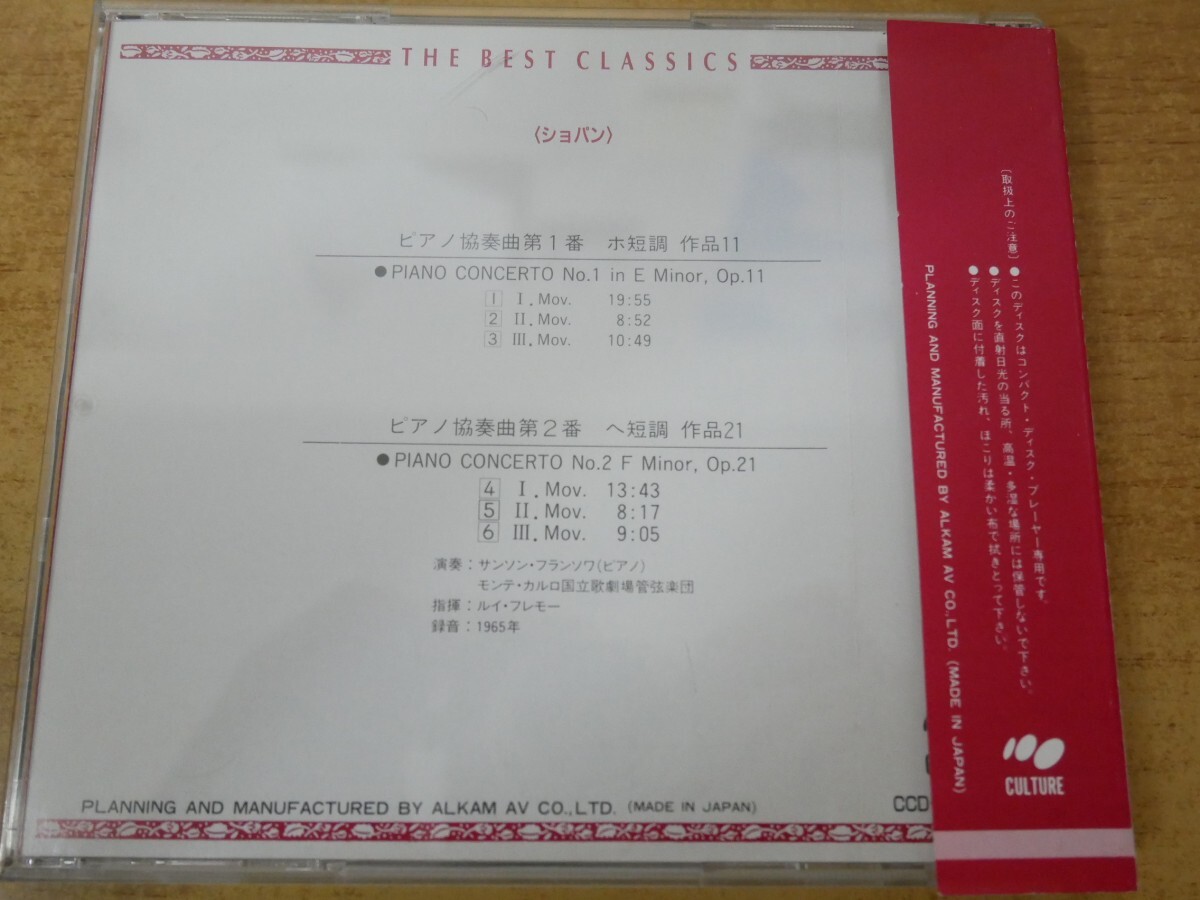 THE BEST CLASSICS
〈ショパン〉
ピアノ協奏曲第1番 ホ短調 作品11
● PIANO CONCERTO No.1 in E Minor, Op.11
1 Ⅰ. Mov. 19:55
2 Ⅱ. Mov. 8:52
3 Ⅲ. Mov. 10:49
ピアノ協奏曲第2番 ヘ短調 作品21
● PIANO CONCERTO No.2 F Minor, Op.21
4 Ⅰ. Mov. 13:43
5 Ⅱ. Mov. 8:17
6 Ⅲ. Mov. 9:05
演奏：サンソン・フランソワ(ピアノ)
モンテ・カルロ国立歌劇場管弦楽団
指揮：ルイ・フレモー
録音：1965年
PLANNING AND MANUFACTURED BY ALKAM AV CO.,LTD. (MADE IN JAPAN)
CCD
〔取扱上のご注意〕
●このディスクはコンパクト・ディスク・プレーヤー専用です。
●ディスクを直射日光の当る所、高温・多湿な場所には保管しないで下さい。
●ディスク面に付着した汚れ、ほこりは柔かい布で拭きとって下さい。
PLANNING AND MANUFACTURED BY ALKAM AV CO.,LTD. (MADE IN JAPAN)
CULTURE